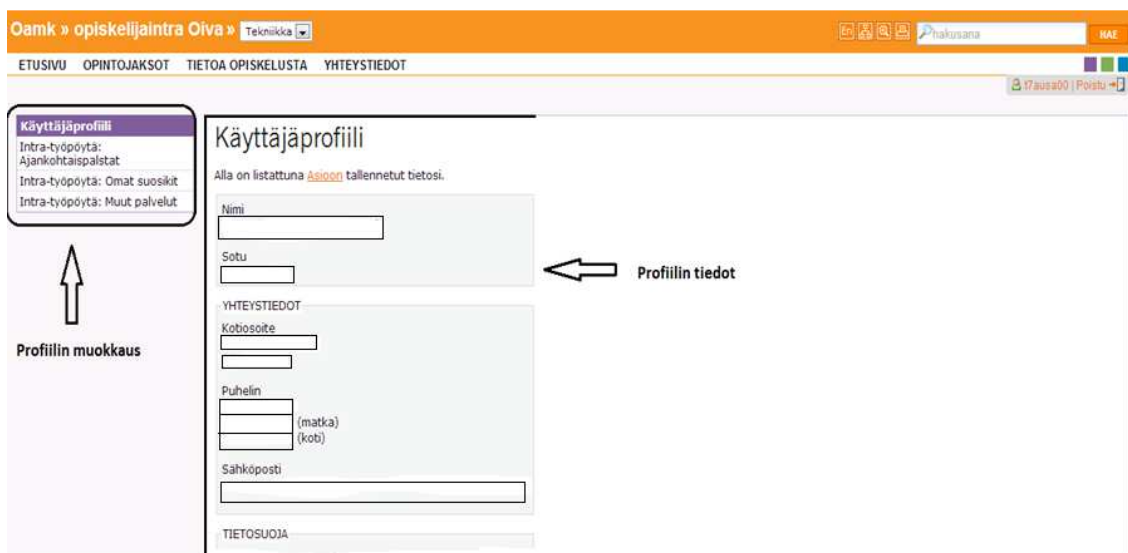 Oamk » opiskelijaintra Oiva » Tekniikka
En hakusana HAE
ETUSIVU OPINTOJAKSOT TIETOA OPISKELUSTA YHTEYSTIEDOT
t7ausa00 | Poistu
Käyttäjäprofiili
Intra-työpöytä:
Ajankohtaispalstat
Intra-työpöytä: Omat suosikit
Intra-työpöytä: Muut palvelut
Profiilin muokkaus
Käyttäjäprofiili
Alla on listattuna Asioon tallennetut tietosi.
Nimi
Sotu
Profiilin tiedot
YHTEYSTIEDOT
Kotiosoite
Puhelin
(matka)
(koti)
Sähköposti
TIETOSUOJA